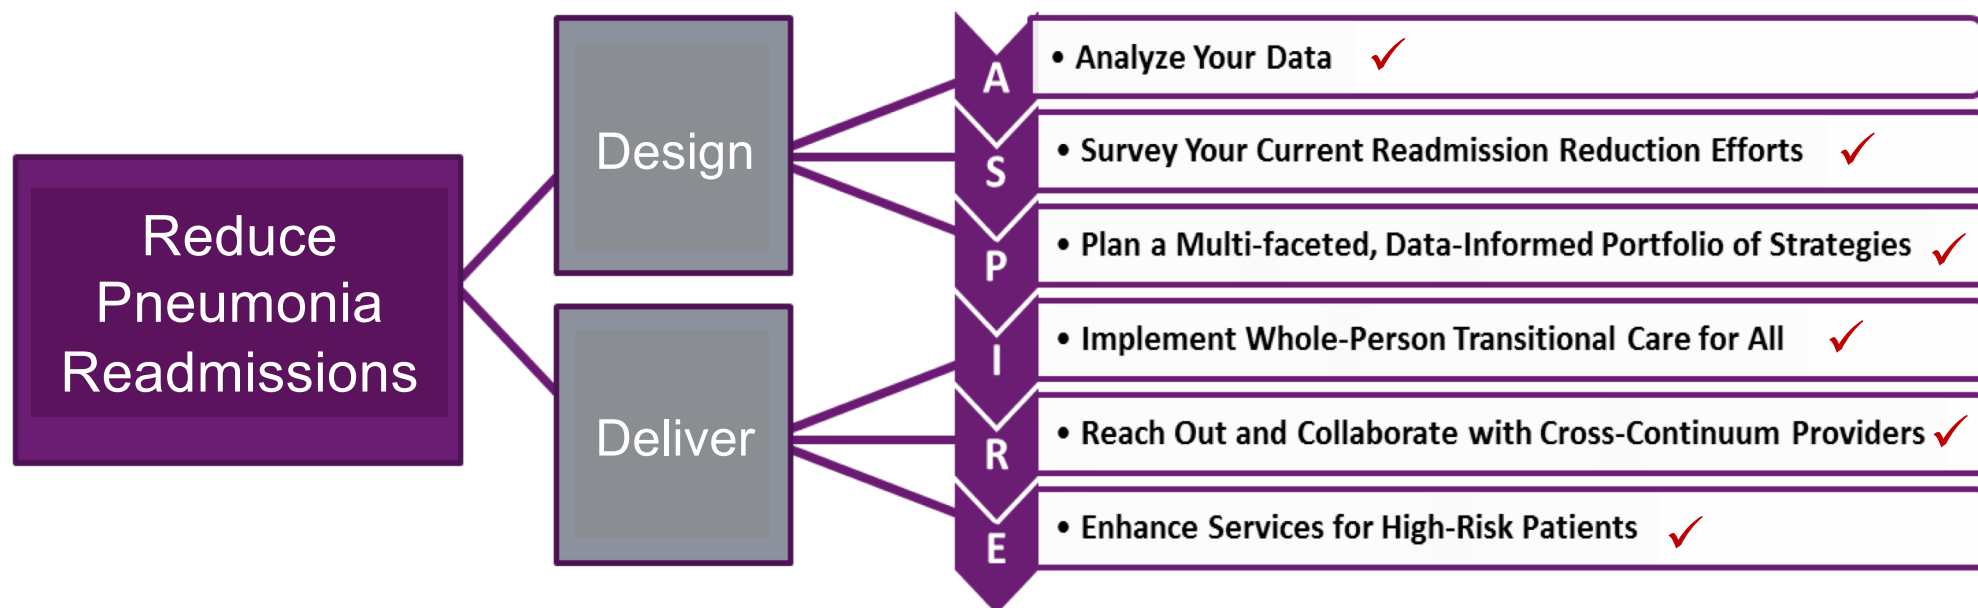 Reduce
Pneumonia
Readmissions
Design
Deliver
A
• Analyze Your Data ✓
S
• Survey Your Current Readmission Reduction Efforts ✓
P
• Plan a Multi-faceted, Data-Informed Portfolio of Strategies ✓
I
• Implement Whole-Person Transitional Care for All ✓
R
• Reach Out and Collaborate with Cross-Continuum Providers ✓
E
• Enhance Services for High-Risk Patients ✓